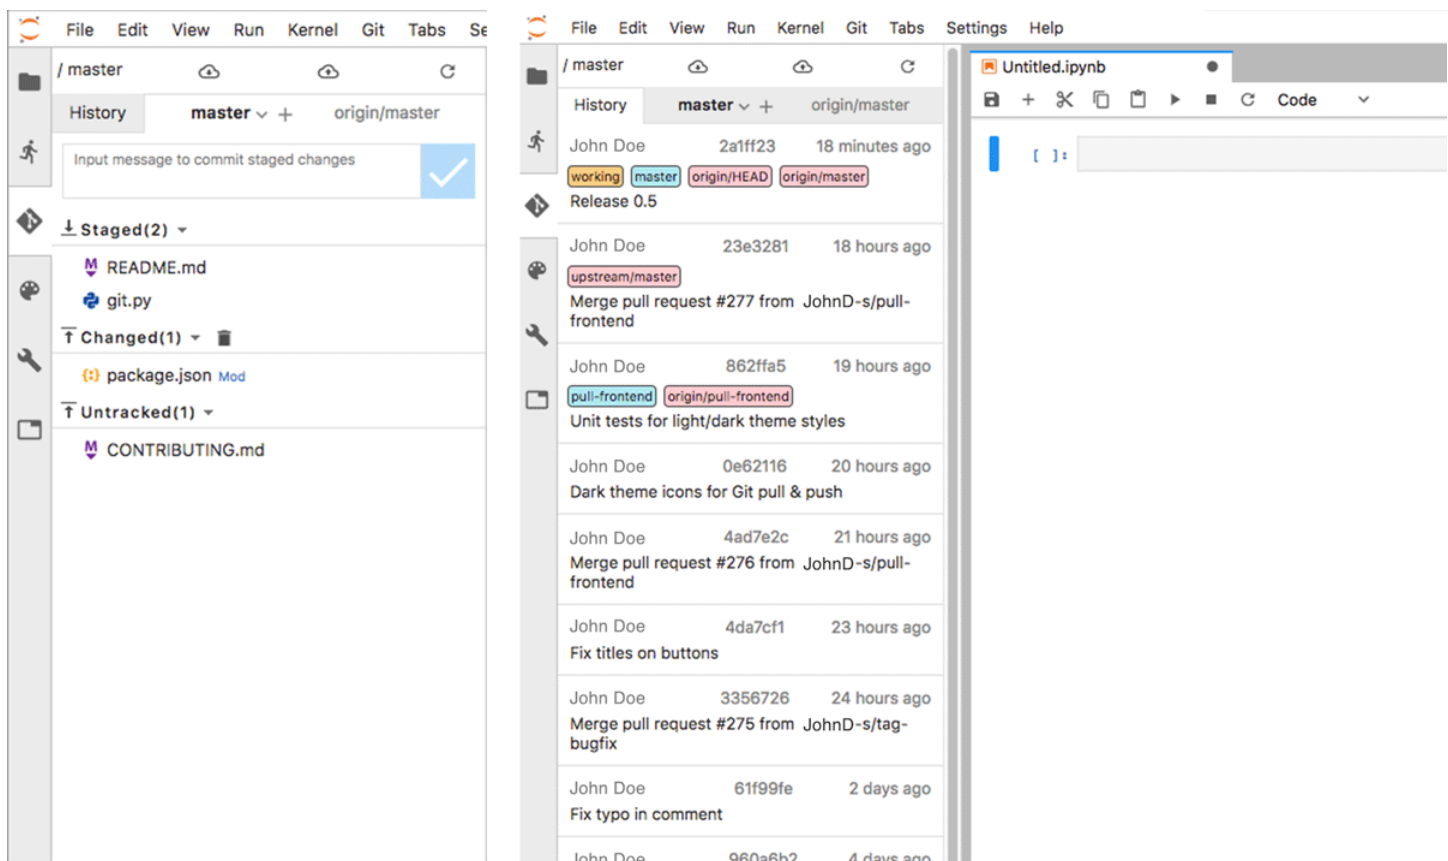 File Edit View Run Kernel Git Tabs Se
/ master
History master + origin/master
Input message to commit staged changes
Staged(2)
README.md
git.py
Changed(1)
package.json Mod
Untracked(1)
CONTRIBUTING.md
File Edit View Run Kernel Git Tabs Settings Help
/ master
History master + origin/master
John Doe 2a1ff23 18 minutes ago
working master origin/HEAD origin/master
Release 0.5
John Doe 23e3281 18 hours ago
upstream/master
Merge pull request #277 from JohnD-s/pull-
frontend
John Doe 862ffa5 19 hours ago
pull-frontend origin/pull-frontend
Unit tests for light/dark theme styles
John Doe 0e62116 20 hours ago
Dark theme icons for Git pull & push
John Doe 4ad7e2c 21 hours ago
Merge pull request #276 from JohnD-s/pull-
frontend
John Doe 4da7cf1 23 hours ago
Fix titles on buttons
John Doe 3356726 24 hours ago
Merge pull request #275 from JohnD-s/tag-
bugfix
John Doe 61f99fe 2 days ago
Fix typo in comment
John Doe 960a6b2 4 days ago
Untitled.ipynb
Code
[ ]: